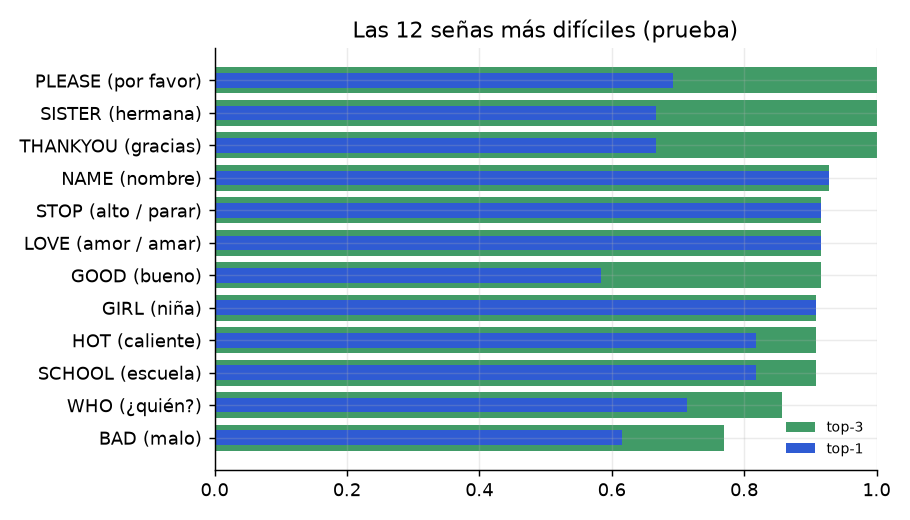 Las 12 señas más difíciles (prueba)
PLEASE (por favor)
SISTER (hermana)
THANKYOU (gracias)
NAME (nombre)
STOP (alto / parar)
LOVE (amor / amar)
GOOD (bueno)
GIRL (niña)
HOT (caliente)
SCHOOL (escuela)
WHO (¿quién?)
BAD (malo)
top-3
top-1
0.0 0.2 0.4 0.6 0.8 1.0